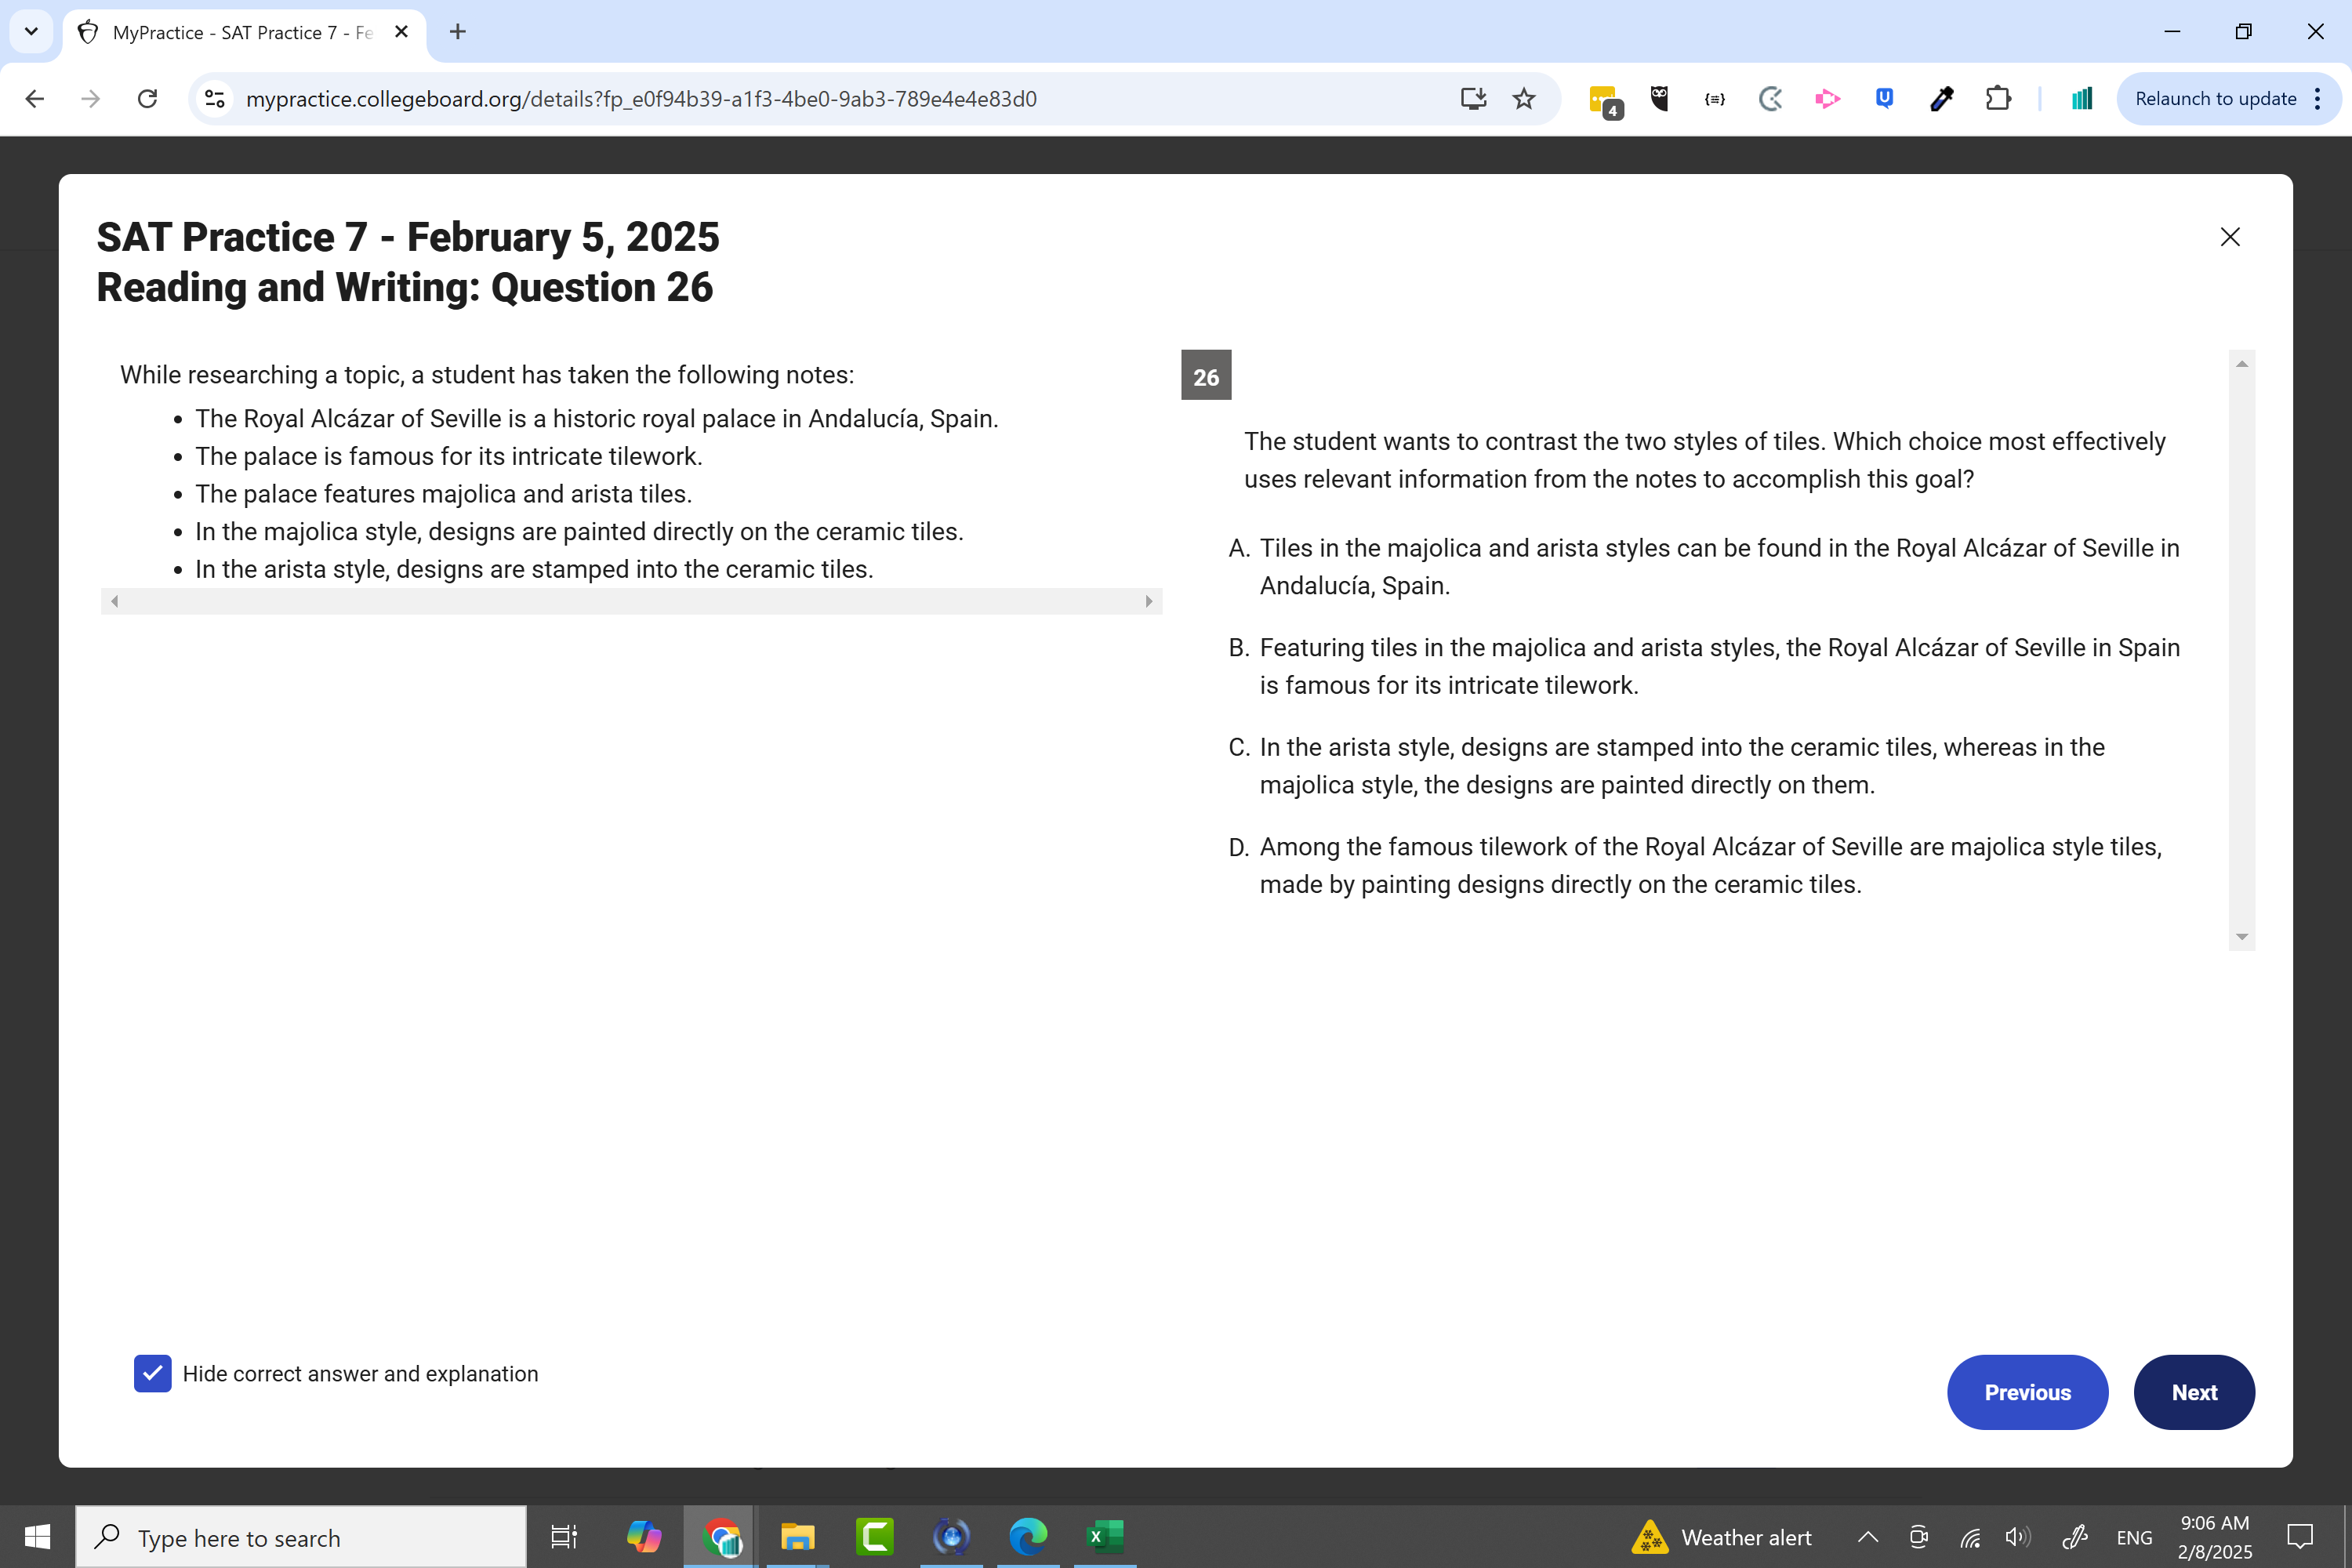 MyPractice - SAT Practice 7 - Fe
mypractice.collegeboard.org/details?fp_e0f94b39-a1f3-4be0-9ab3-789e4e4e83d0
4
Relaunch to update
SAT Practice 7 - February 5, 2025
Reading and Writing: Question 26
While researching a topic, a student has taken the following notes:
• The Royal Alcázar of Seville is a historic royal palace in Andalucía, Spain.
• The palace is famous for its intricate tilework.
• The palace features majolica and arista tiles.
• In the majolica style, designs are painted directly on the ceramic tiles.
• In the arista style, designs are stamped into the ceramic tiles.
26
The student wants to contrast the two styles of tiles. Which choice most effectively
uses relevant information from the notes to accomplish this goal?
A. Tiles in the majolica and arista styles can be found in the Royal Alcázar of Seville in
Andalucía, Spain.
B. Featuring tiles in the majolica and arista styles, the Royal Alcázar of Seville in Spain
is famous for its intricate tilework.
C. In the arista style, designs are stamped into the ceramic tiles, whereas in the
majolica style, the designs are painted directly on them.
D. Among the famous tilework of the Royal Alcázar of Seville are majolica style tiles,
made by painting designs directly on the ceramic tiles.
Hide correct answer and explanation
Previous
Next
Type here to search
Weather alert
ENG
9:06 AM
2/8/2025